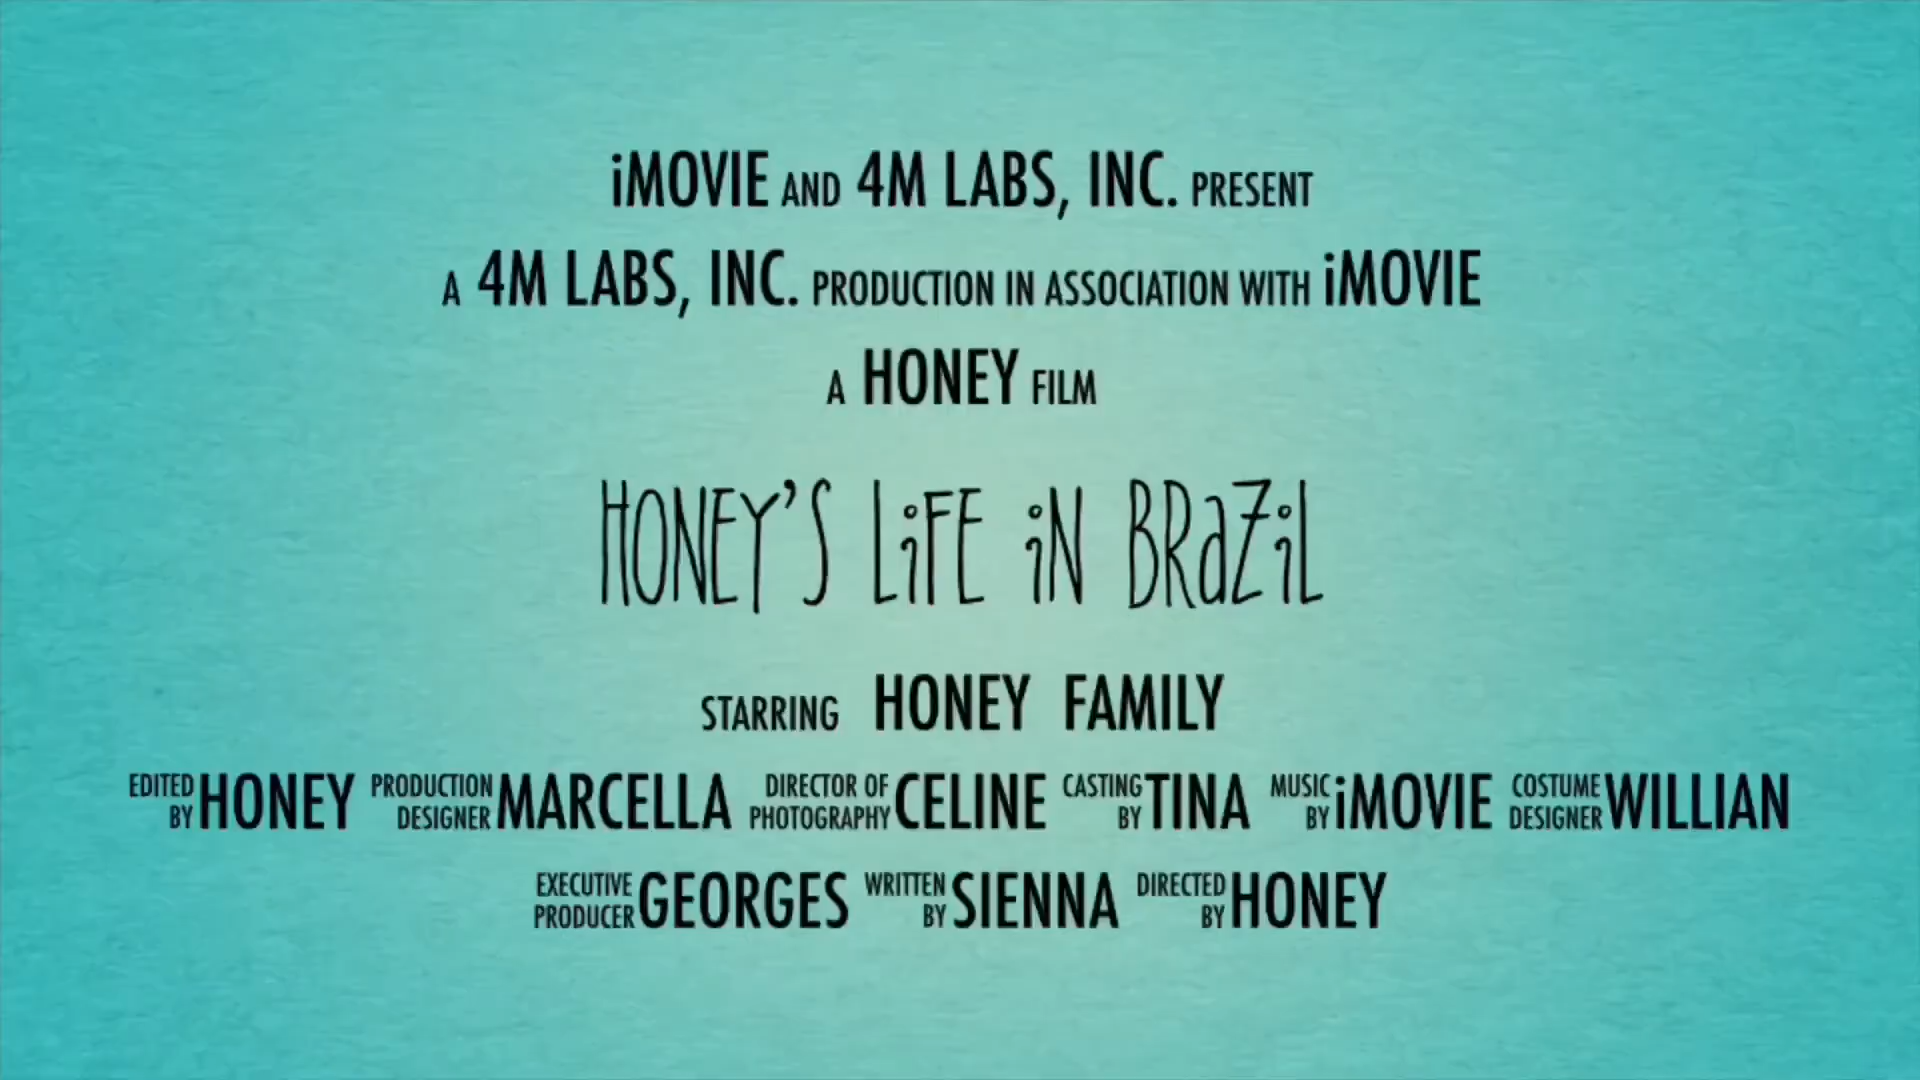 iMOVIE AND 4M LABS, INC. PRESENT
A 4M LABS, INC. PRODUCTION IN ASSOCIATION WITH iMOVIE
A HONEY FILM
HONEY'S LiFE iN BRaZiL
STARRING HONEY FAMILY
EDITED BY HONEY PRODUCTION DESIGNER MARCELLA DIRECTOR OF PHOTOGRAPHY CELINE CASTING BY TINA MUSIC BY iMOVIE COSTUME DESIGNER WILLIAN
EXECUTIVE PRODUCER GEORGES WRITTEN BY SIENNA DIRECTED BY HONEY